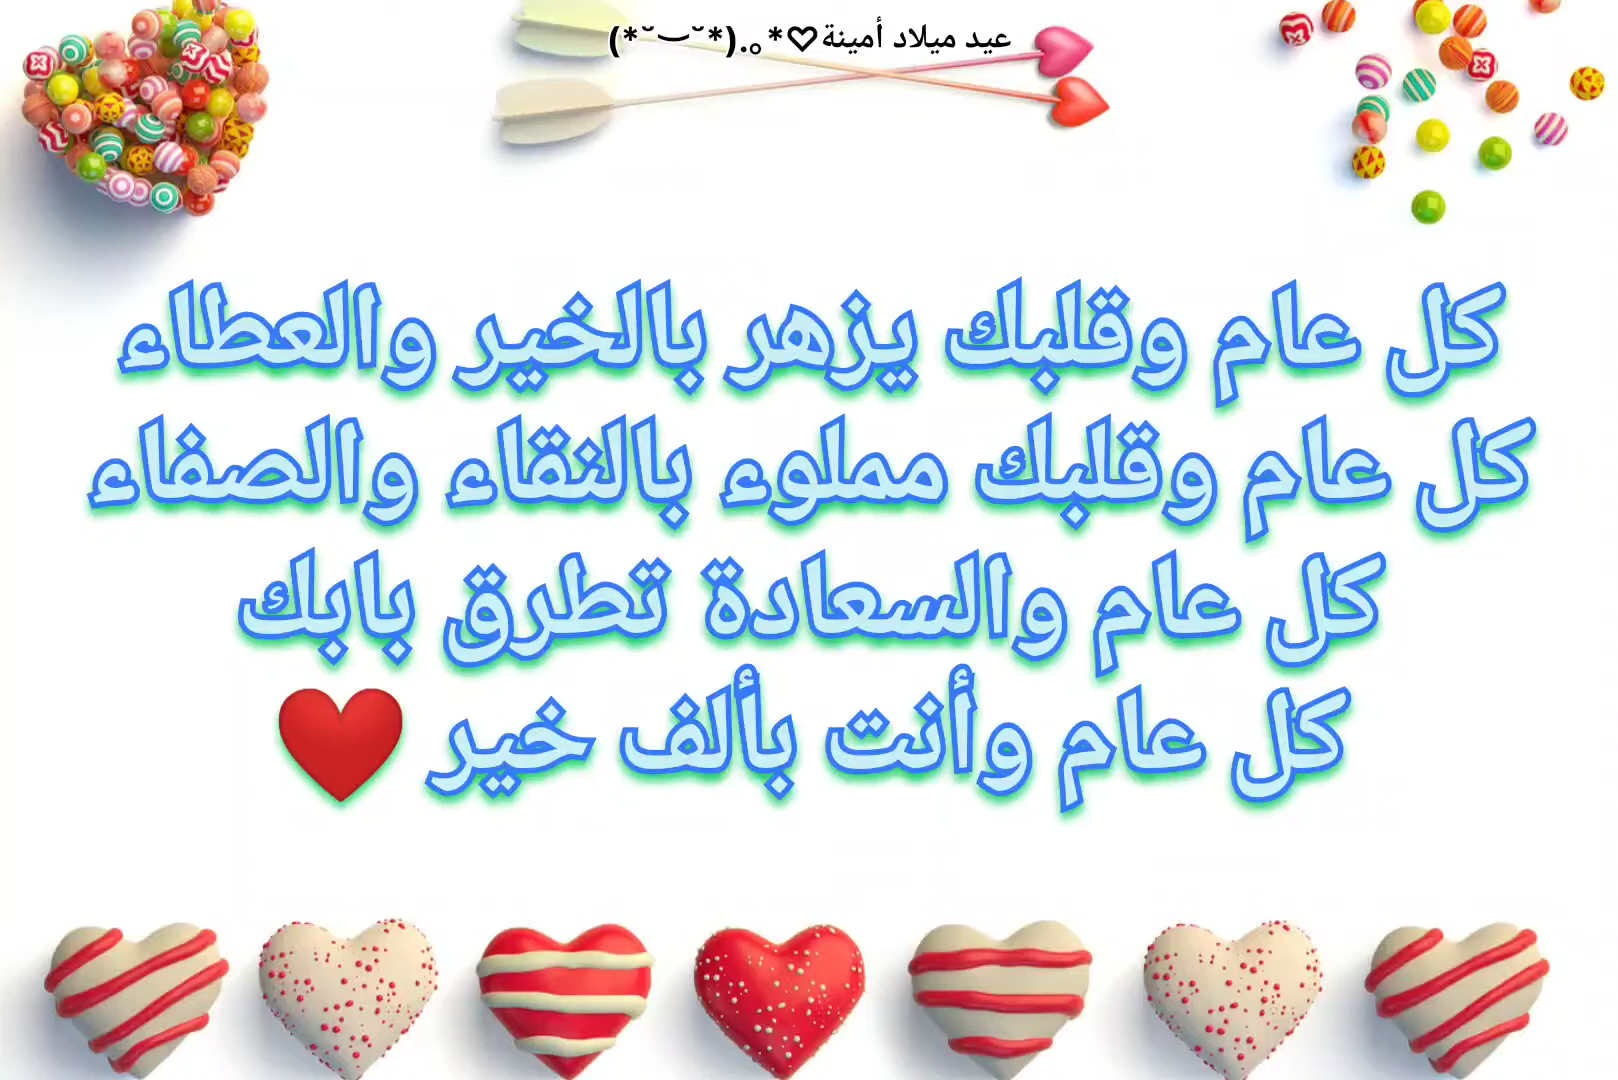 عيد ميلاد أمينة♡*｡.(*˘︶˘*)
كل عام وقلبك يزهر بالخير والعطاء
كل عام وقلبك مملوء بالنقاء والصفاء
كل عام والسعادة تطرق بابك
كل عام وأنت بألف خير ❤️